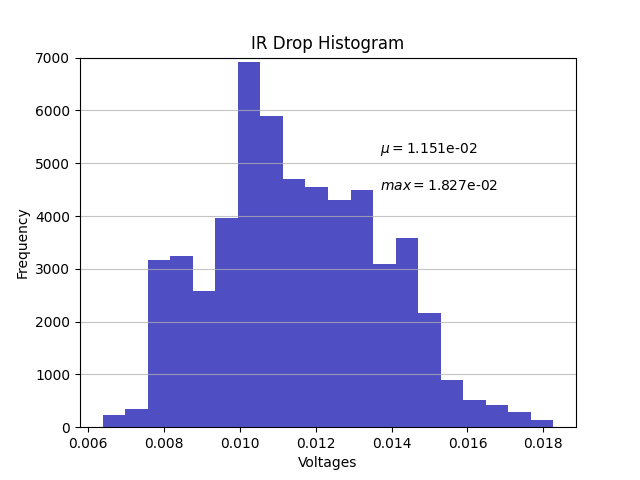 IR Drop Histogram
7000
6000
5000
4000
3000
2000
1000
0
Frequency
μ = 1.151e-02
max = 1.827e-02
0.006 0.008 0.010 0.012 0.014 0.016 0.018
Voltages